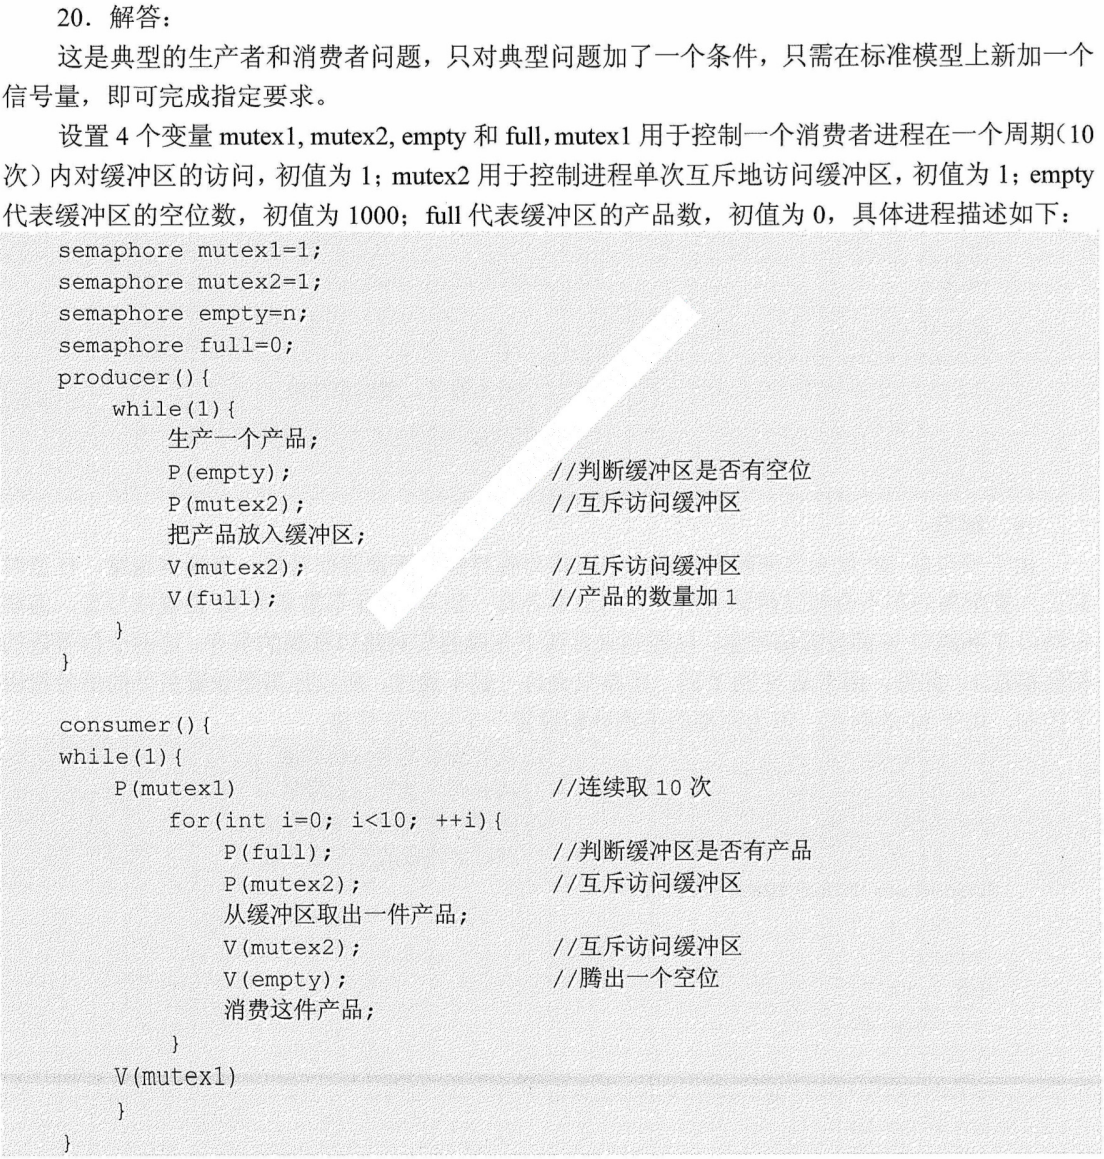 20．解答：
这是典型的生产者和消费者问题，只对典型问题加了一个条件，只需在标准模型上新加一个
信号量，即可完成指定要求。
设置 4 个变量 mutex1, mutex2, empty 和 full，mutex1 用于控制一个消费者进程在一个周期（10
次）内对缓冲区的访问，初值为 1；mutex2 用于控制进程单次互斥地访问缓冲区，初值为 1；empty
代表缓冲区的空位数，初值为 1000；full 代表缓冲区的产品数，初值为 0，具体进程描述如下：
semaphore mutex1=1;
semaphore mutex2=1;
semaphore empty=n;
semaphore full=0;
producer(){
while(1){
生产一个产品;
P(empty); //判断缓冲区是否有空位
P(mutex2); //互斥访问缓冲区
把产品放入缓冲区;
V(mutex2); //互斥访问缓冲区
V(full); //产品的数量加 1
}
}
consumer(){
while(1){
P(mutex1) //连续取 10 次
for(int i=0; i<10; ++i){
P(full); //判断缓冲区是否有产品
P(mutex2); //互斥访问缓冲区
从缓冲区取出一件产品;
V(mutex2); //互斥访问缓冲区
V(empty); //腾出一个空位
消费这件产品;
}
V(mutex1)
}
}